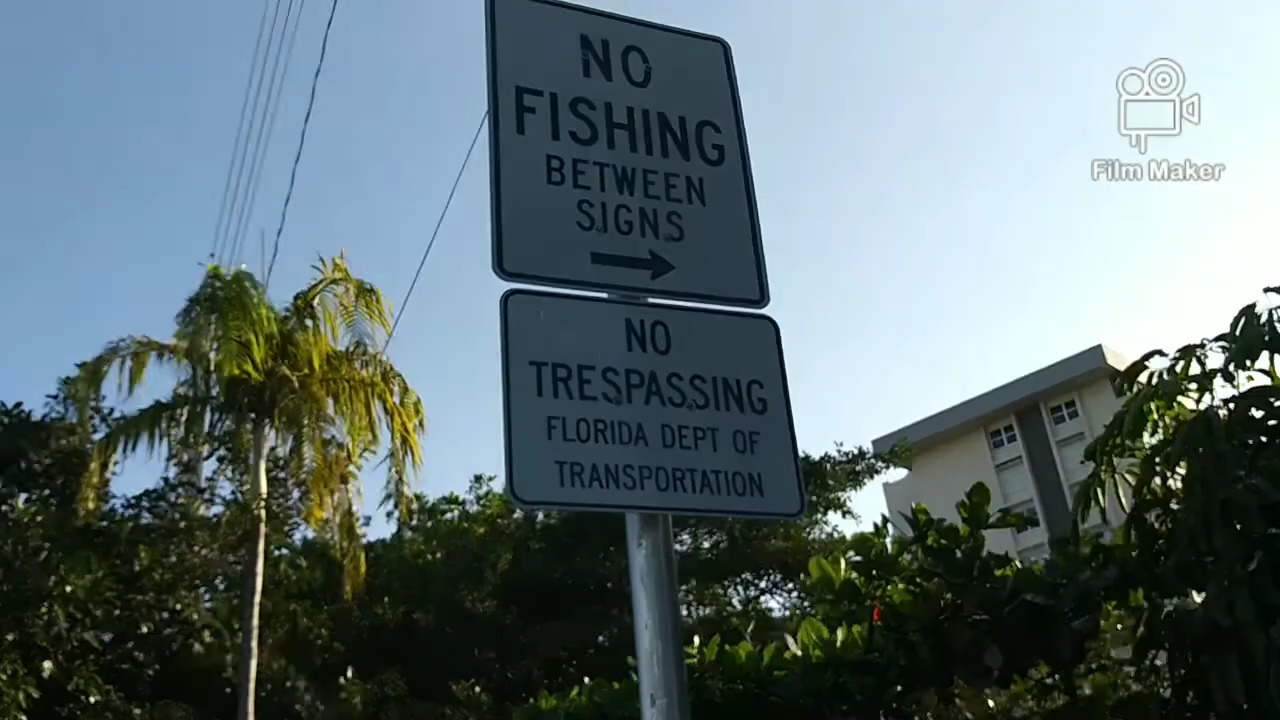 NO
FISHING
BETWEEN
SIGNS
NO
TRESPASSING
FLORIDA DEPT OF
TRANSPORTATION
Film Maker